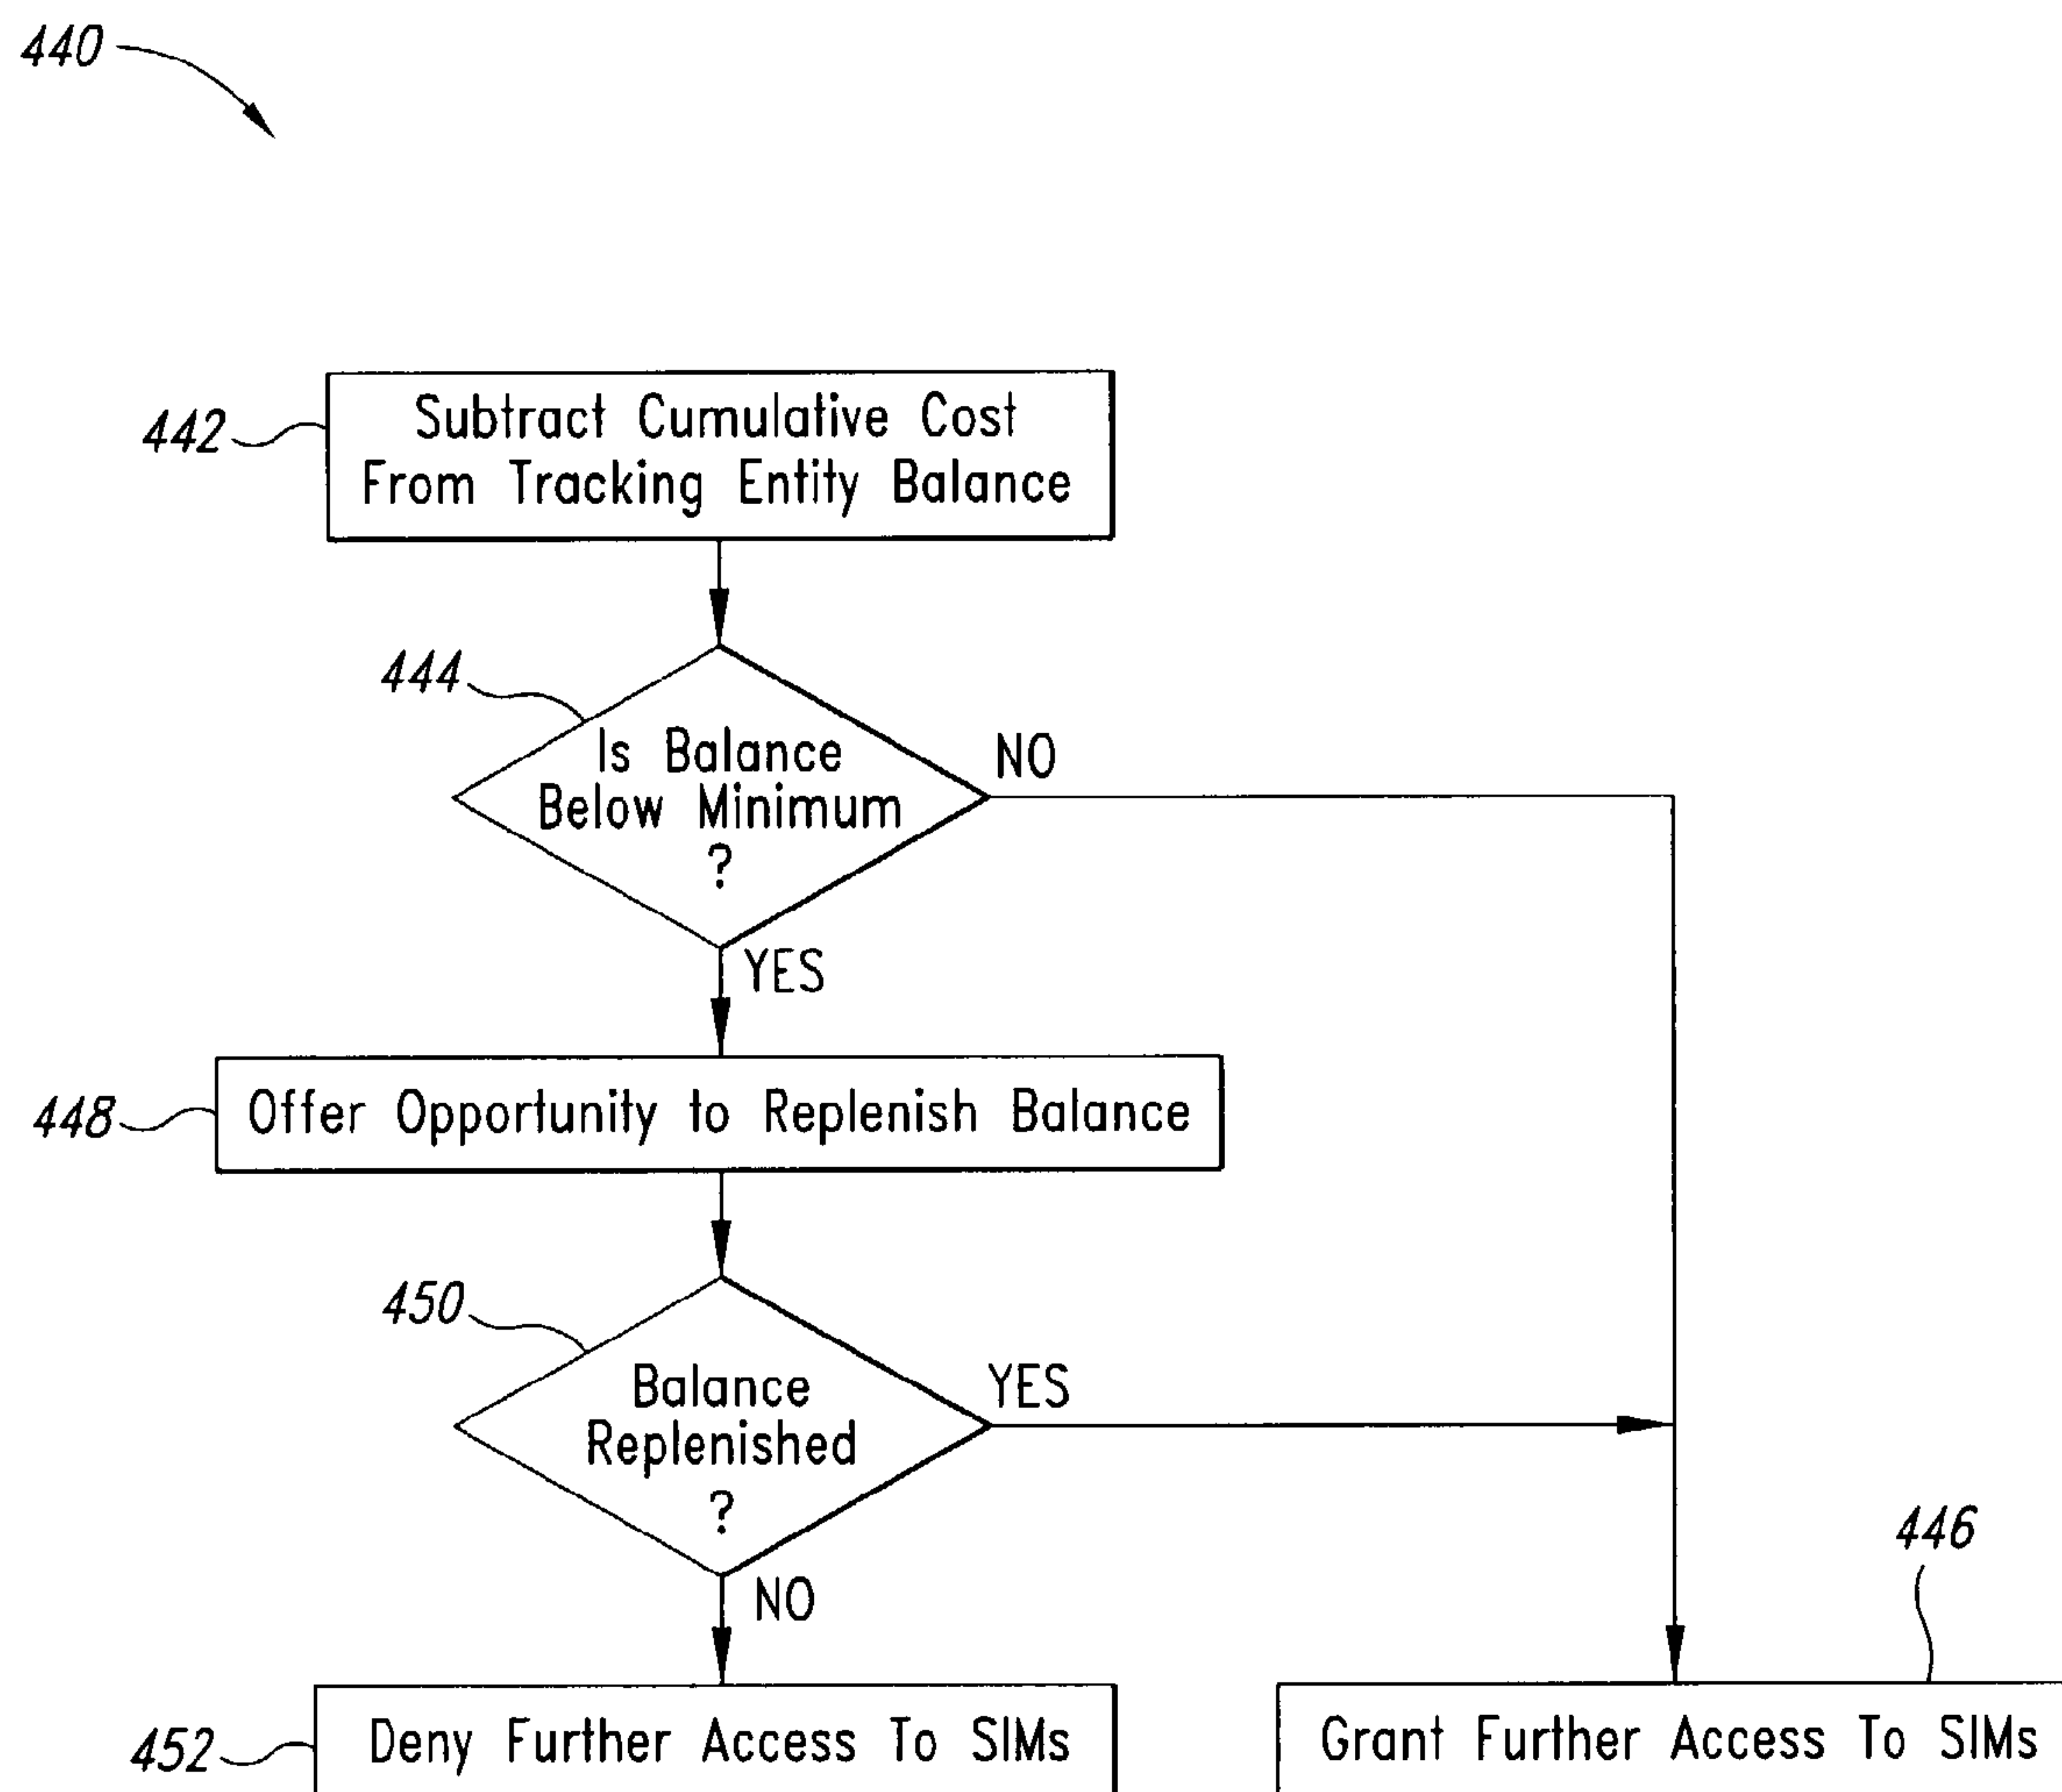 440
442
Subtract Cumulative Cost
From Tracking Entity Balance
444
Is Balance
Below Minimum
?
NO
YES
448
Offer Opportunity to Replenish Balance
450
Balance
Replenished
?
YES
NO
446
452
Deny Further Access To SIMs
Grant Further Access To SIMs